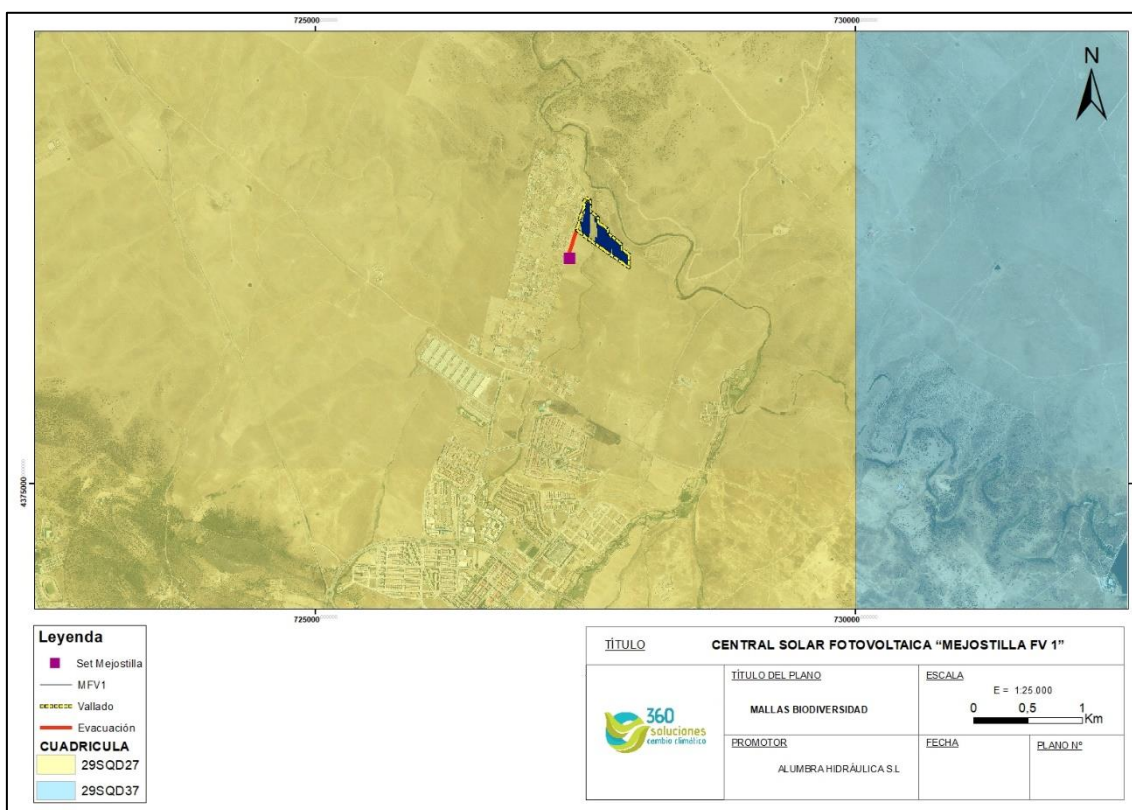 725000
730000
N
4375000
725000
730000
Leyenda
Set Mejostilla
MFV1
Vallado
Evacuación
CUADRICULA
29SQD27
29SQD37
TÍTULO
CENTRAL SOLAR FOTOVOLTAICA “MEJOSTILLA FV 1”
360
soluciones
cambio climático
TÍTULO DEL PLANO
MALLAS BIODIVERSIDAD
ESCALA
E = 1:25.000
0 0,5 1
Km
PROMOTOR
ALUMBRA HIDRÁULICA S.L
FECHA
PLANO Nº